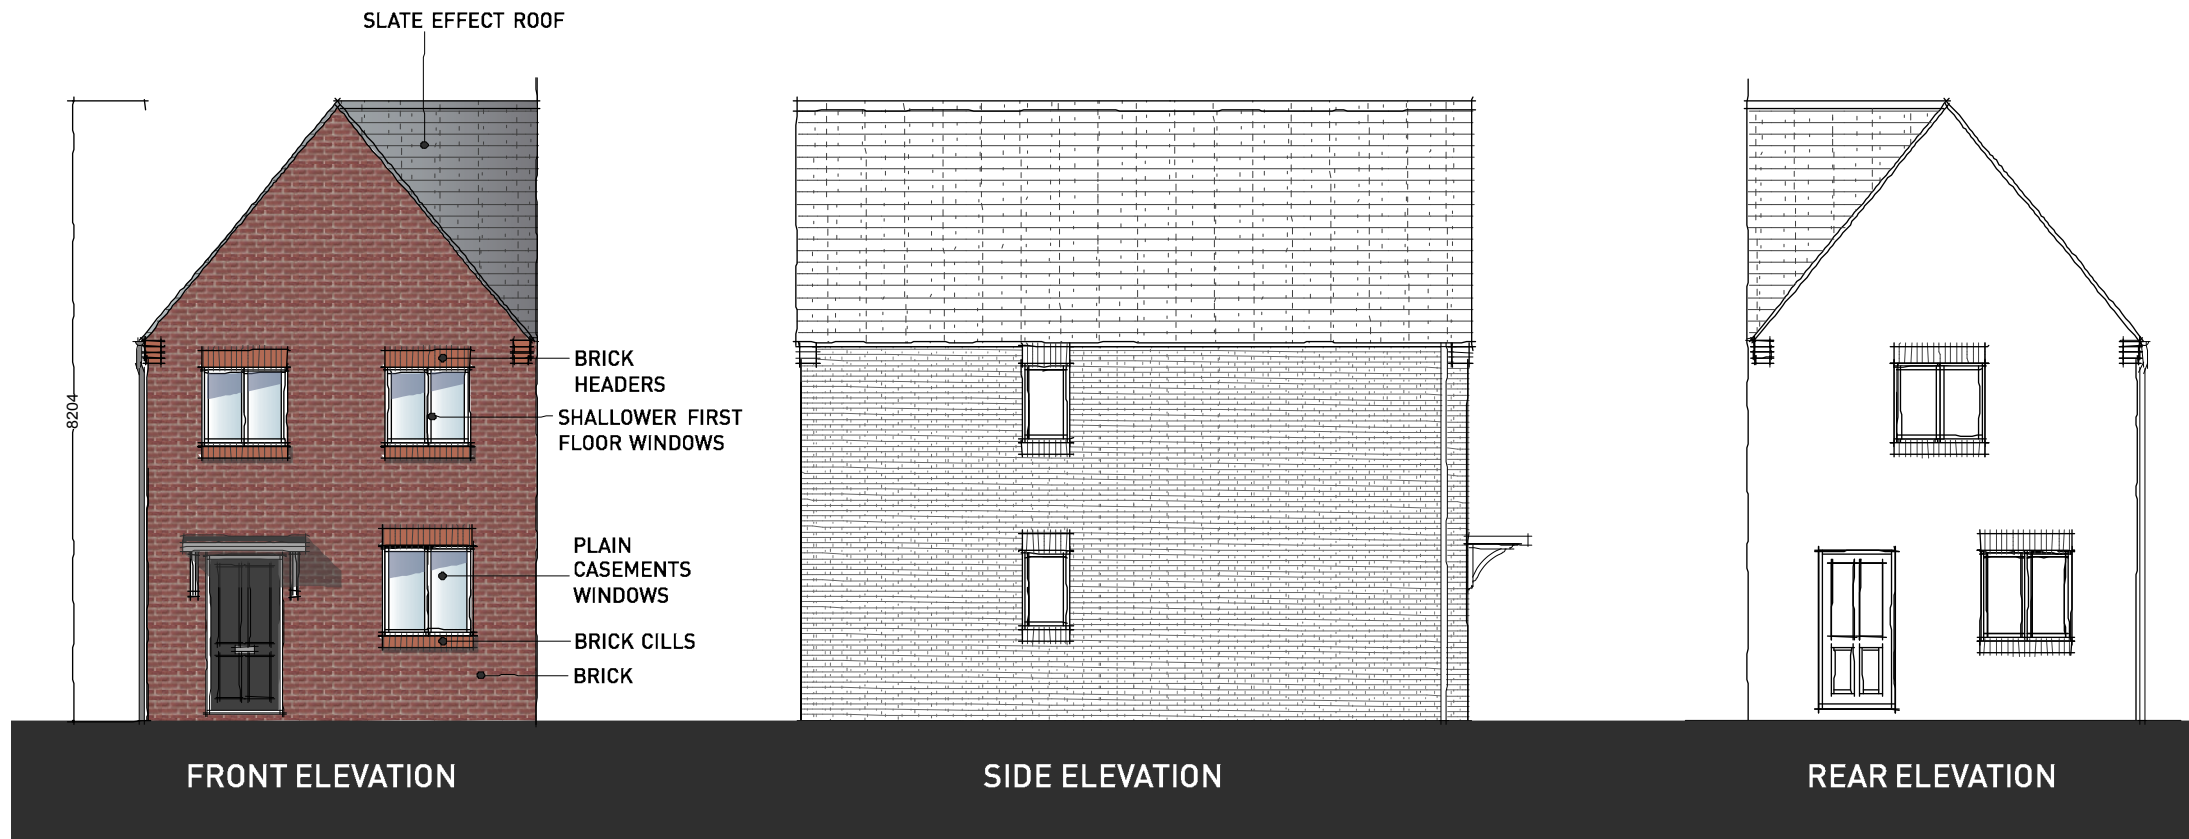 SLATE EFFECT ROOF
8204
BRICK
HEADERS
SHALLOWER FIRST
FLOOR WINDOWS
PLAIN
CASEMENTS
WINDOWS
BRICK CILLS
BRICK
FRONT ELEVATION
SIDE ELEVATION
REAR ELEVATION